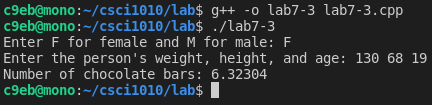 c9eb@mono:~/csci1010/lab$ g++ -o lab7-3 lab7-3.cpp
c9eb@mono:~/csci1010/lab$ ./lab7-3
Enter F for female and M for male: F
Enter the person's weight, height, and age: 130 68 19
Number of chocolate bars: 6.32304
c9eb@mono:~/csci1010/lab$